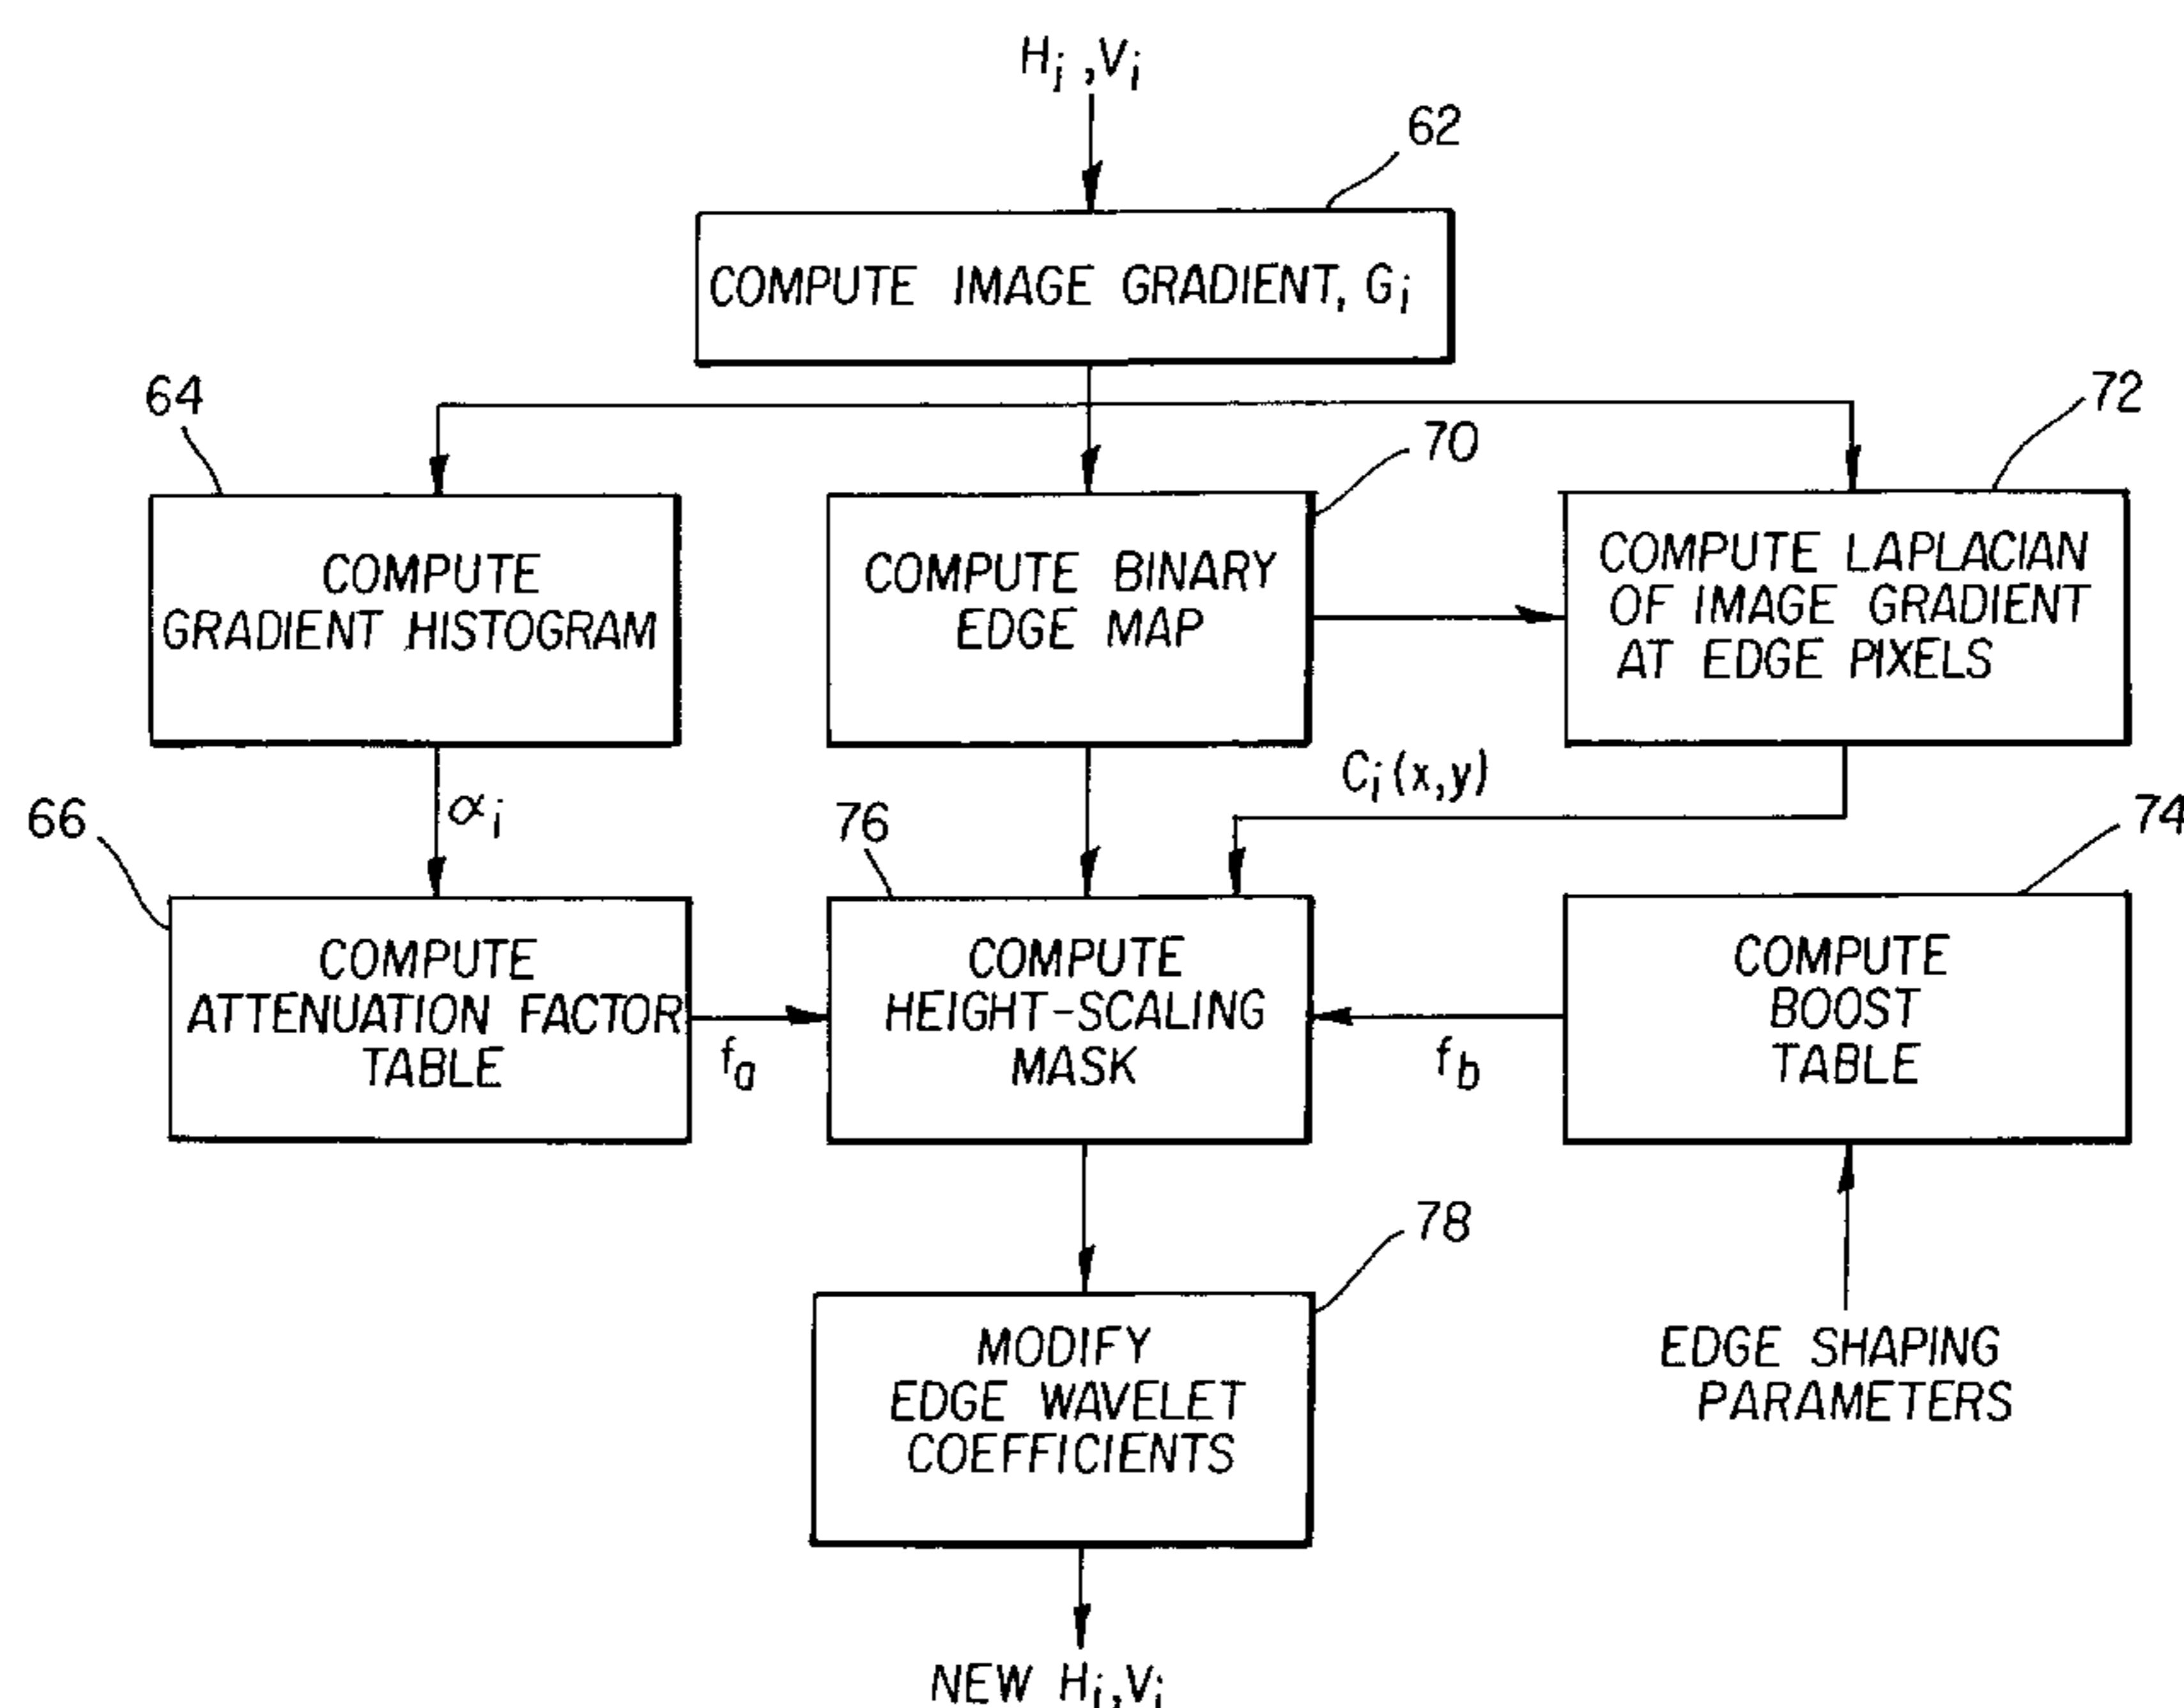 Hi,Vi
62
COMPUTE IMAGE GRADIENT, Gi
64
70
72
COMPUTE
GRADIENT HISTOGRAM
COMPUTE BINARY
EDGE MAP
COMPUTE LAPLACIAN
OF IMAGE GRADIENT
AT EDGE PIXELS
αi
Ci(x,y)
66
76
74
COMPUTE
ATTENUATION FACTOR
TABLE
fa
COMPUTE
HEIGHT-SCALING
MASK
fb
COMPUTE
BOOST
TABLE
78
MODIFY
EDGE WAVELET
COEFFICIENTS
EDGE SHAPING
PARAMETERS
NEW Hi,Vi